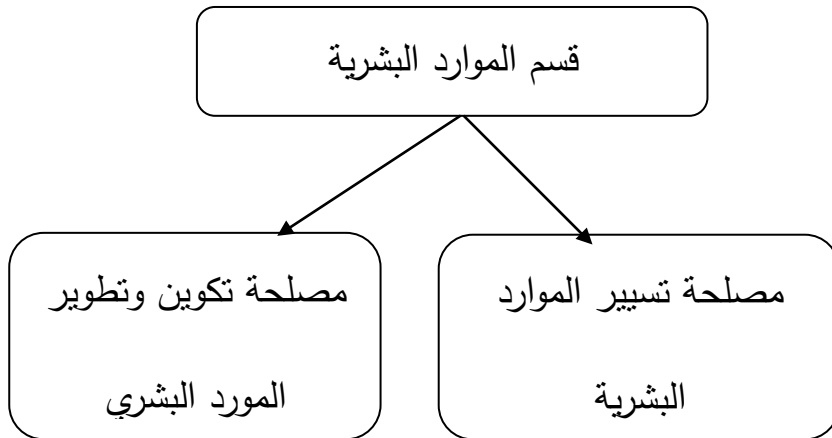 قسم الموارد البشرية
مصلحة تسيير الموارد
البشرية
مصلحة تكوين وتطوير
المورد البشري